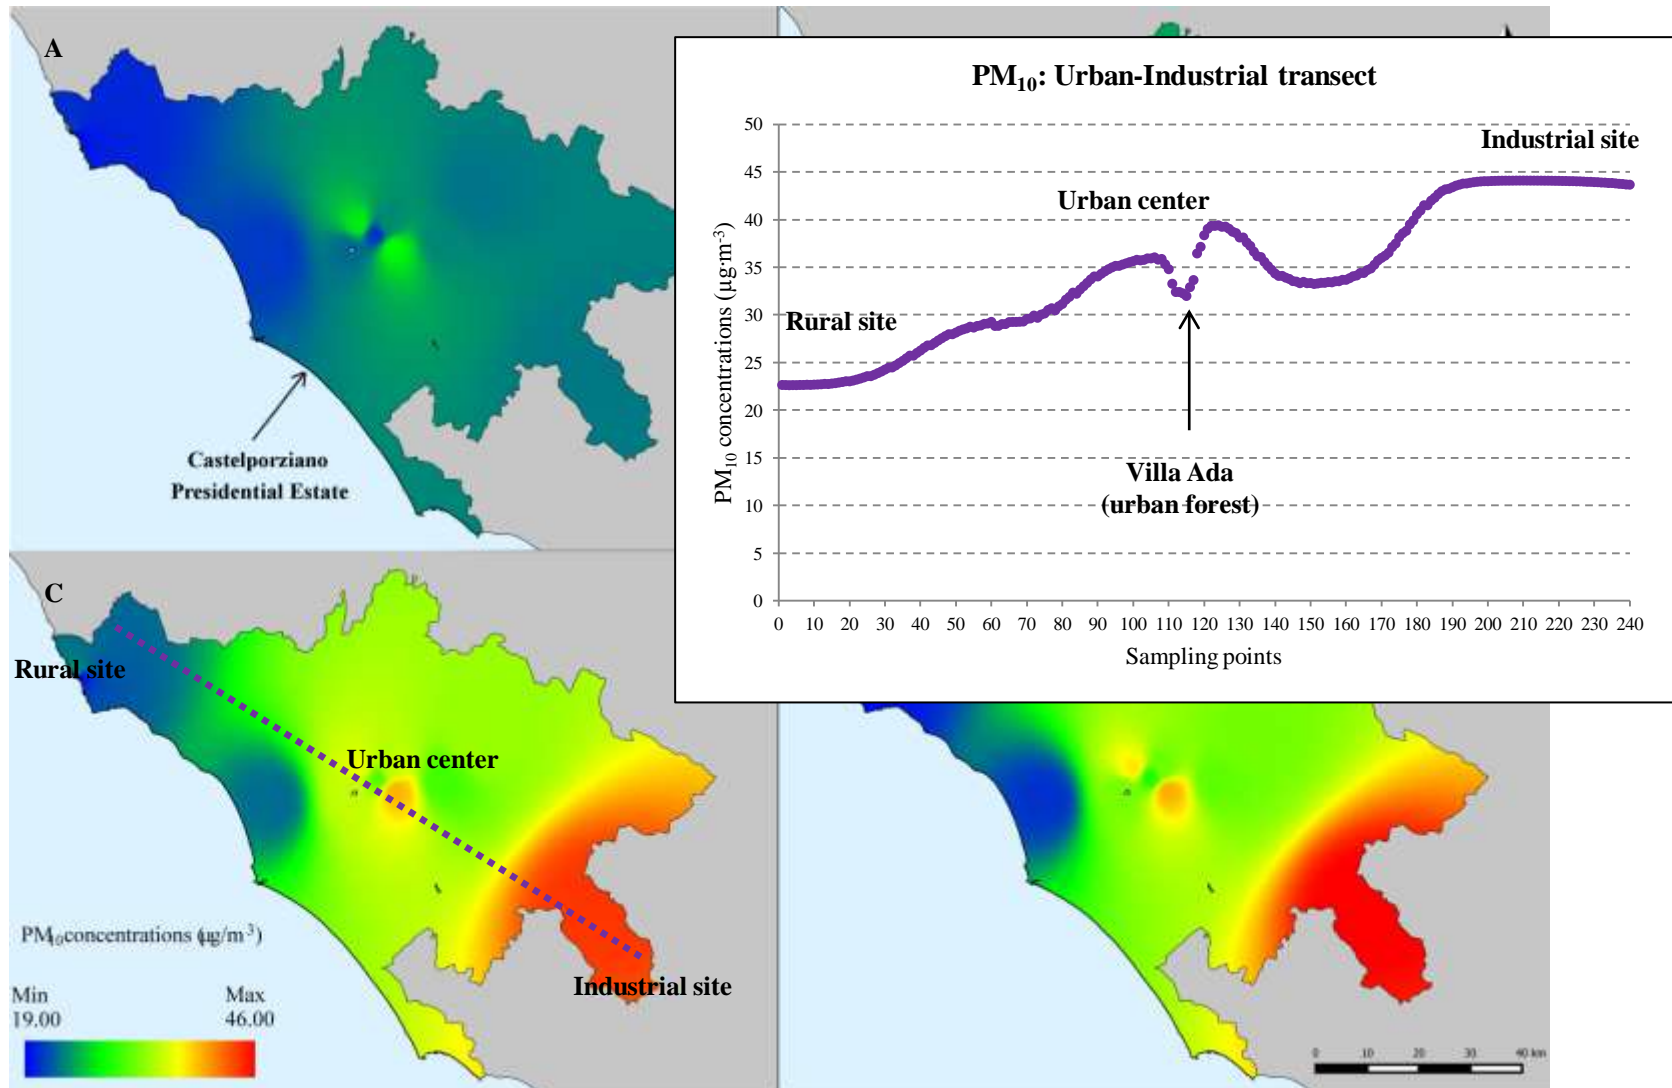 A
Castelporziano
Presidential Estate
PM10: Urban-Industrial transect
PM10 concentrations (µg·m-3)
50
45
40
35
30
25
20
15
10
5
0
Rural site
Urban center
Industrial site
Villa Ada
(urban forest)
0 10 20 30 40 50 60 70 80 90 100 110 120 130 140 150 160 170 180 190 200 210 220 230 240
Sampling points
C
Rural site
Urban center
Industrial site
PM10 concentrations (µg/m3)
Min Max
19.00 46.00
0 10 20 30 40 km